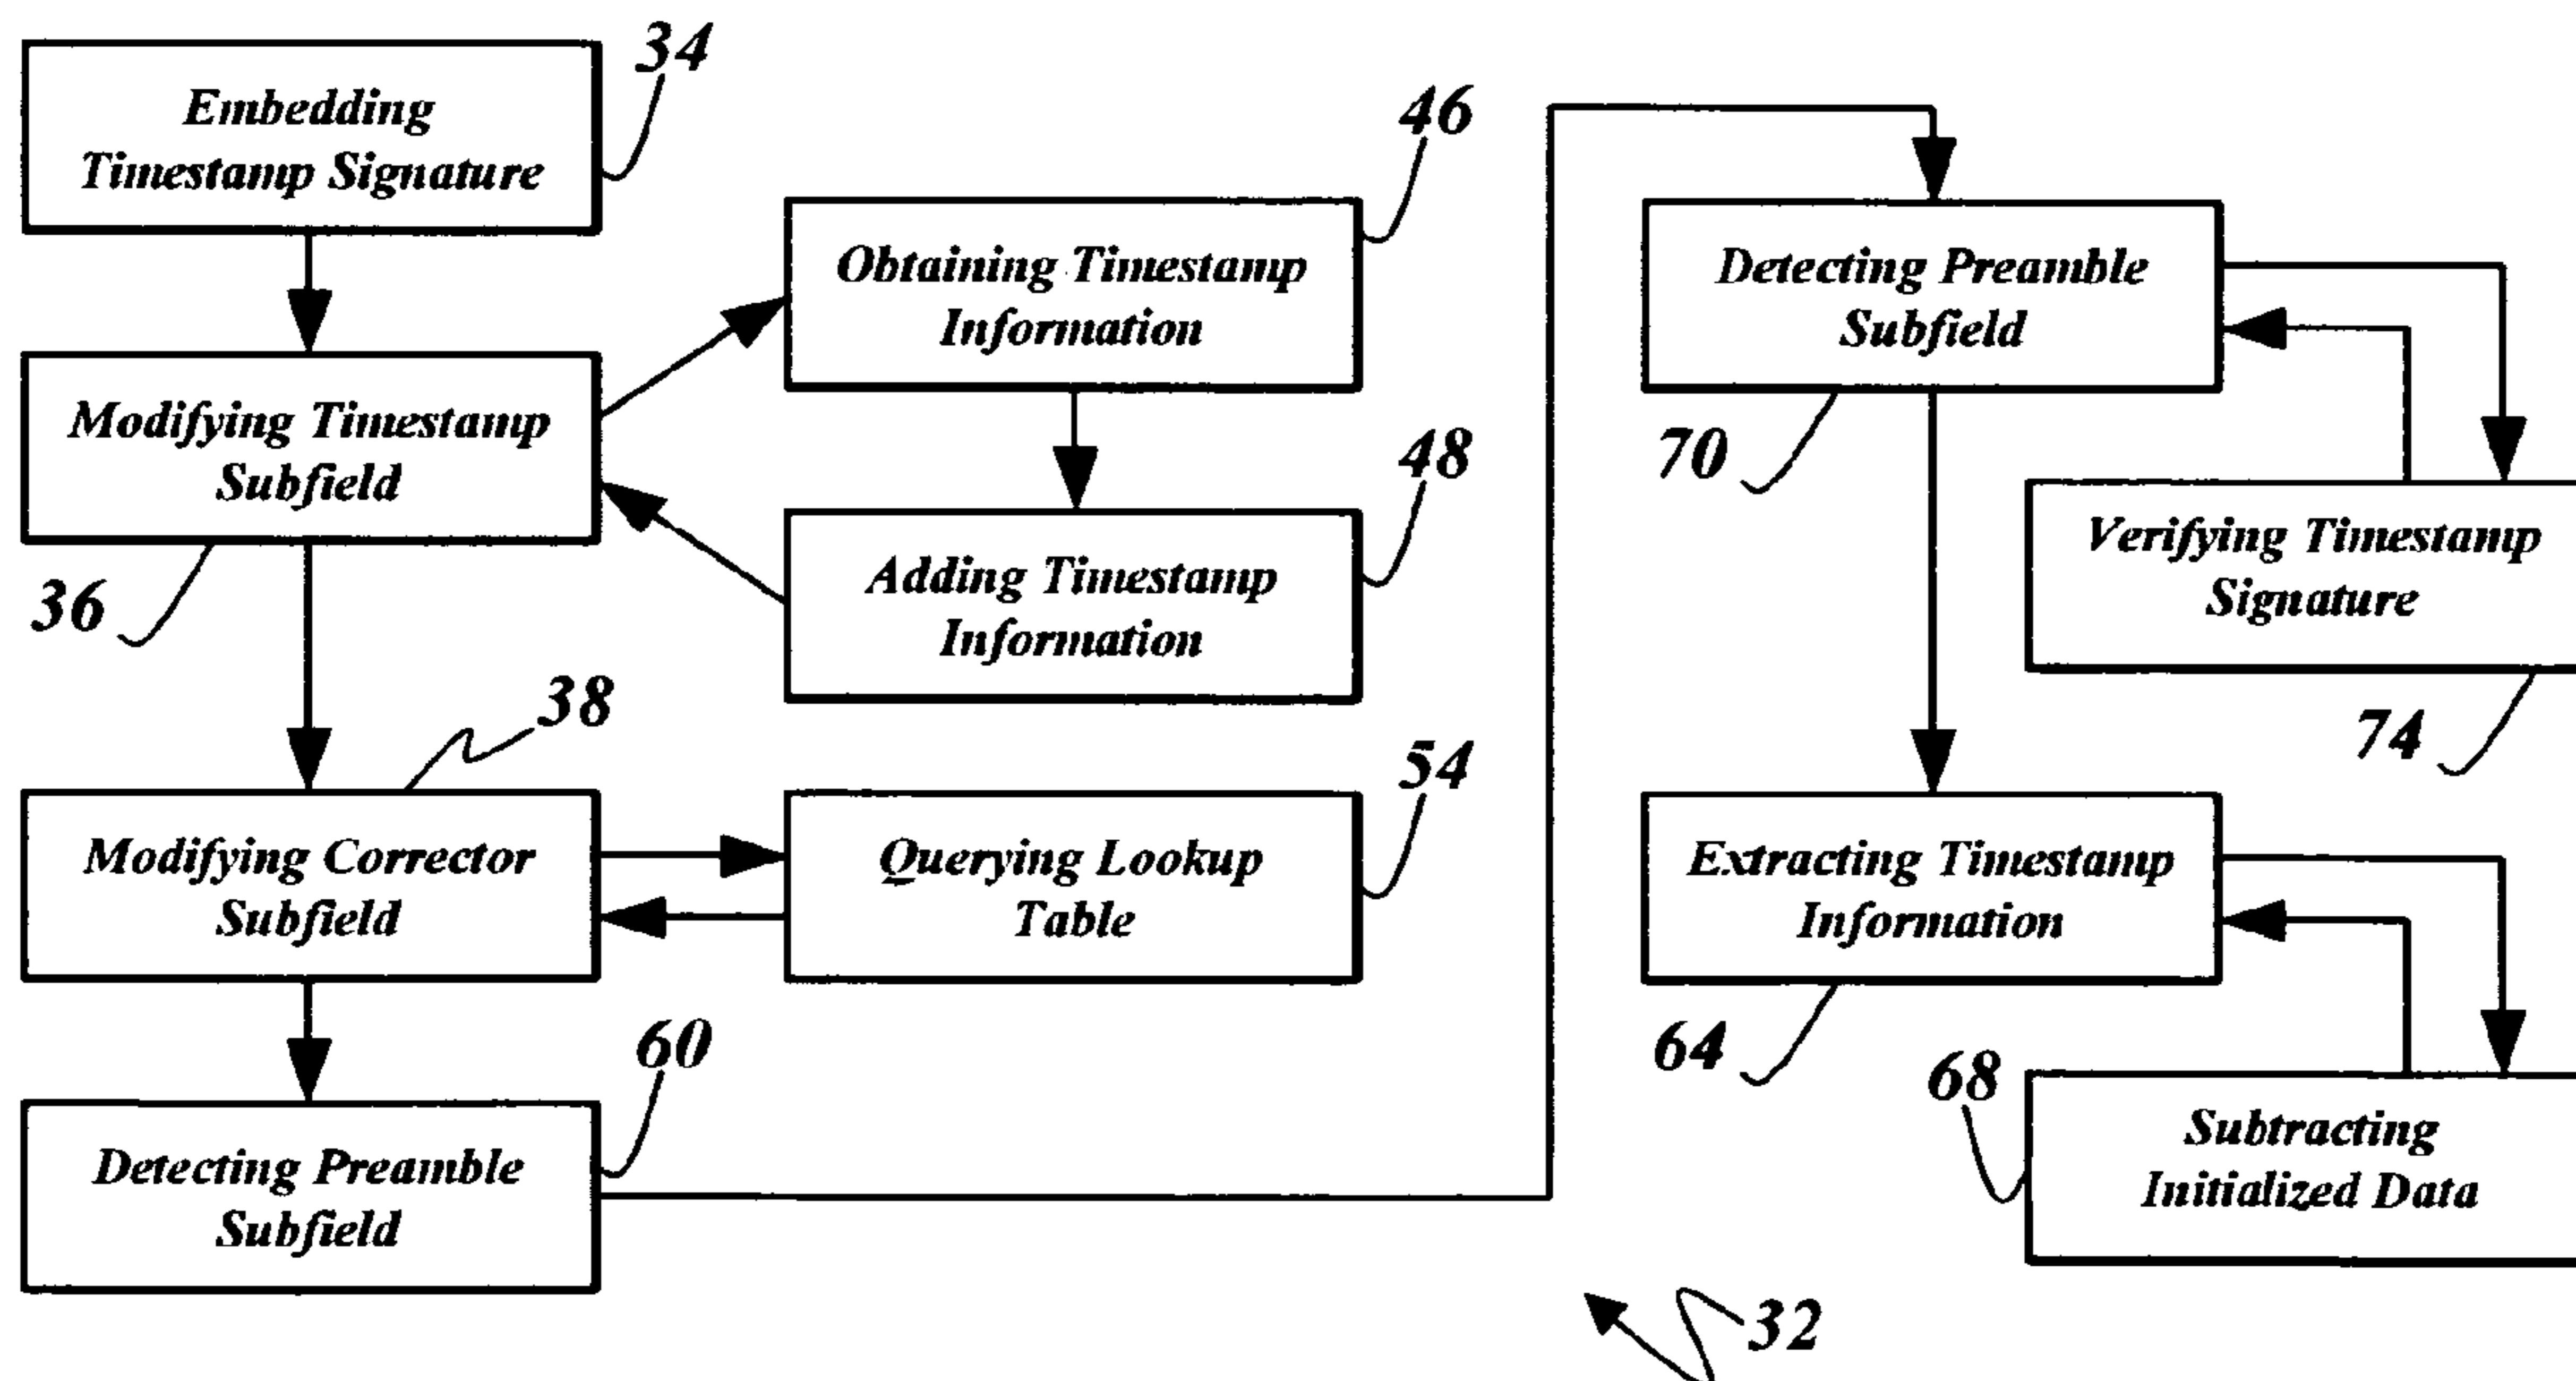 34
Embedding
Timestamp Signature
46
Obtaining Timestamp
Information
Modifying Timestamp
Subfield
36
48
Adding Timestamp
Information
38
Modifying Corrector
Subfield
54
Querying Lookup
Table
60
Detecting Preamble
Subfield
Detecting Preamble
Subfield
70
Verifying Timestamp
Signature
74
Extracting Timestamp
Information
64
68
Subtracting
Initialized Data
32